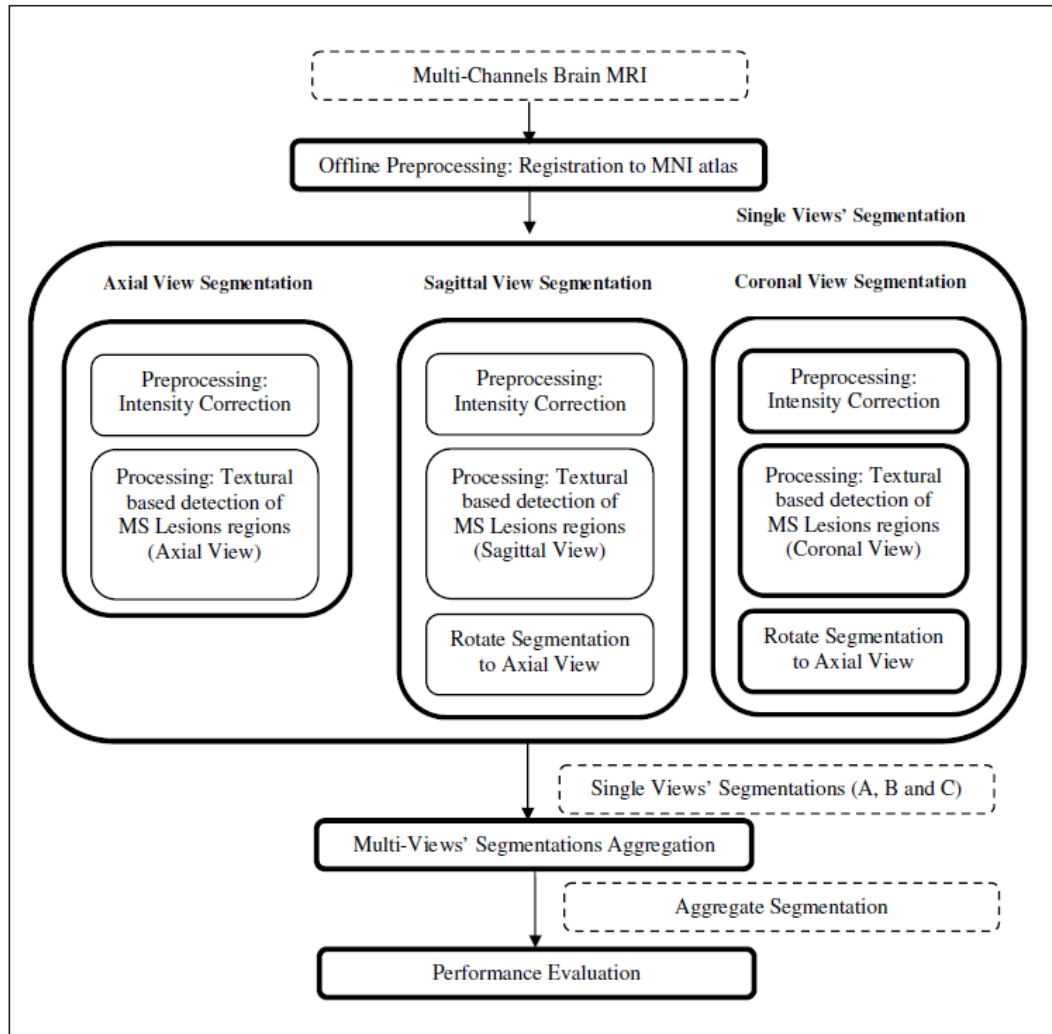 Multi-Channels Brain MRI
Offline Preprocessing: Registration to MNI atlas
Single Views’ Segmentation
Axial View Segmentation
Preprocessing:
Intensity Correction
Processing: Textural
based detection of
MS Lesions regions
(Axial View)
Sagittal View Segmentation
Preprocessing:
Intensity Correction
Processing: Textural
based detection of
MS Lesions regions
(Sagittal View)
Rotate Segmentation
to Axial View
Coronal View Segmentation
Preprocessing:
Intensity Correction
Processing: Textural
based detection of
MS Lesions regions
(Coronal View)
Rotate Segmentation
to Axial View
Single Views’ Segmentations (A, B and C)
Multi-Views’ Segmentations Aggregation
Aggregate Segmentation
Performance Evaluation